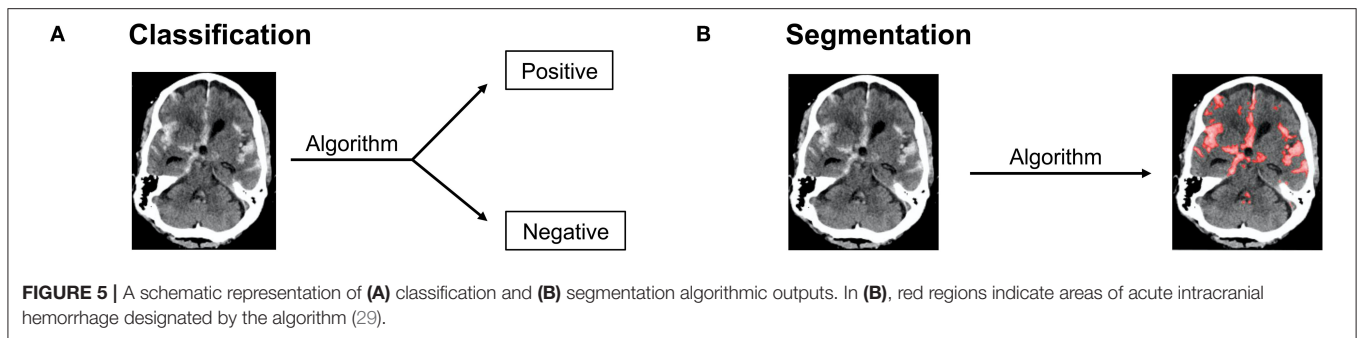 A Classification
Positive
Algorithm
Negative
B Segmentation
Algorithm
FIGURE 5 | A schematic representation of (A) classification and (B) segmentation algorithmic outputs. In (B), red regions indicate areas of acute intracranial
hemorrhage designated by the algorithm (29).